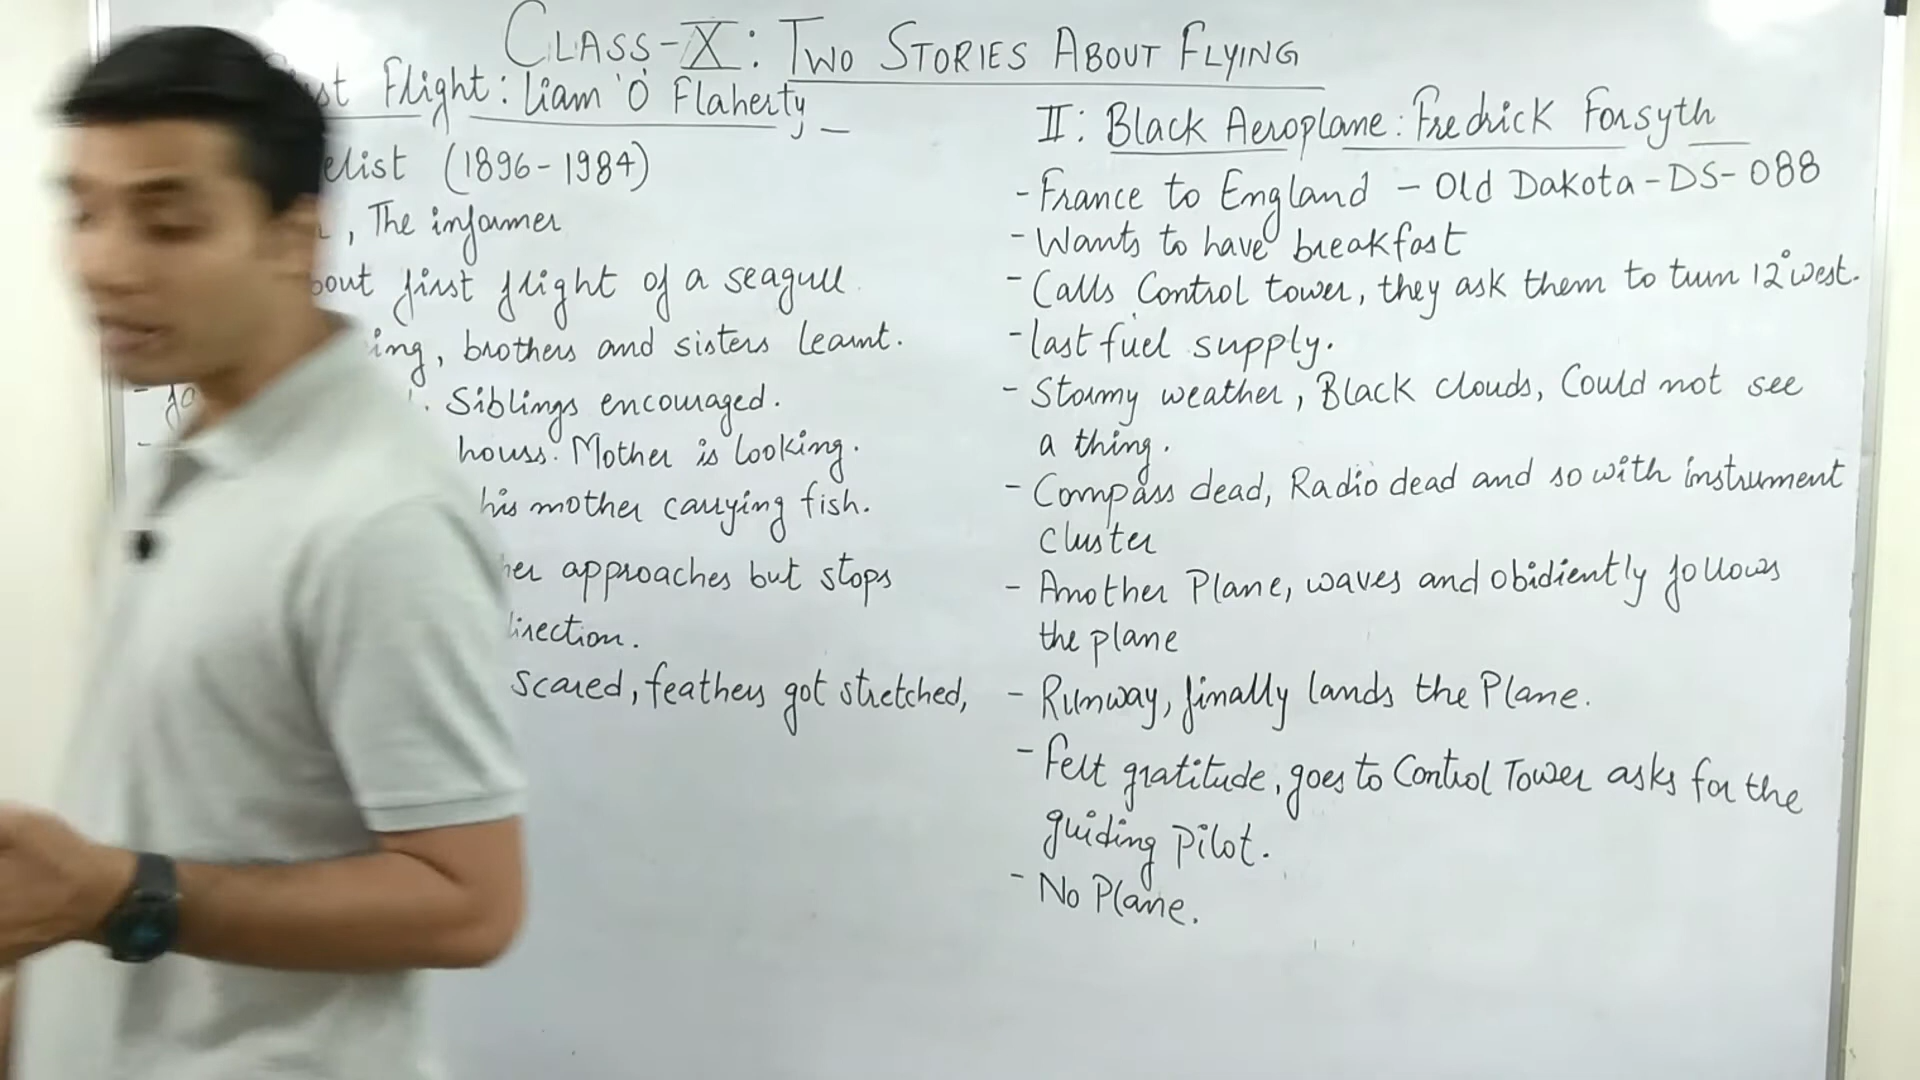 CLASS-X: TWO STORIES ABOUT FLYING
Flight: Liam 'O' Flaherty
(1896-1984)
, The informer
first flight of a seagull.
, brothers and sisters learnt.
Siblings encouraged.
hours. Mother is looking.
his mother carrying fish.
approaches but stops
scared, feathers got stretched,
II: Black Aeroplane: Fredrick Forsyth
- France to England - Old Dakota - DS-088
- Wants to have breakfast
- Calls Control tower, they ask them to turn 12° west.
- last fuel supply.
- Stormy weather, Black clouds, Could not see
a thing.
- Compass dead, Radio dead and so with instrument
cluster
- Another Plane, waves and obidiently follows
the plane
- Runway, finally lands the Plane.
- Felt gratitude, goes to Control Tower asks for the
guiding Pilot.
- No Plane.